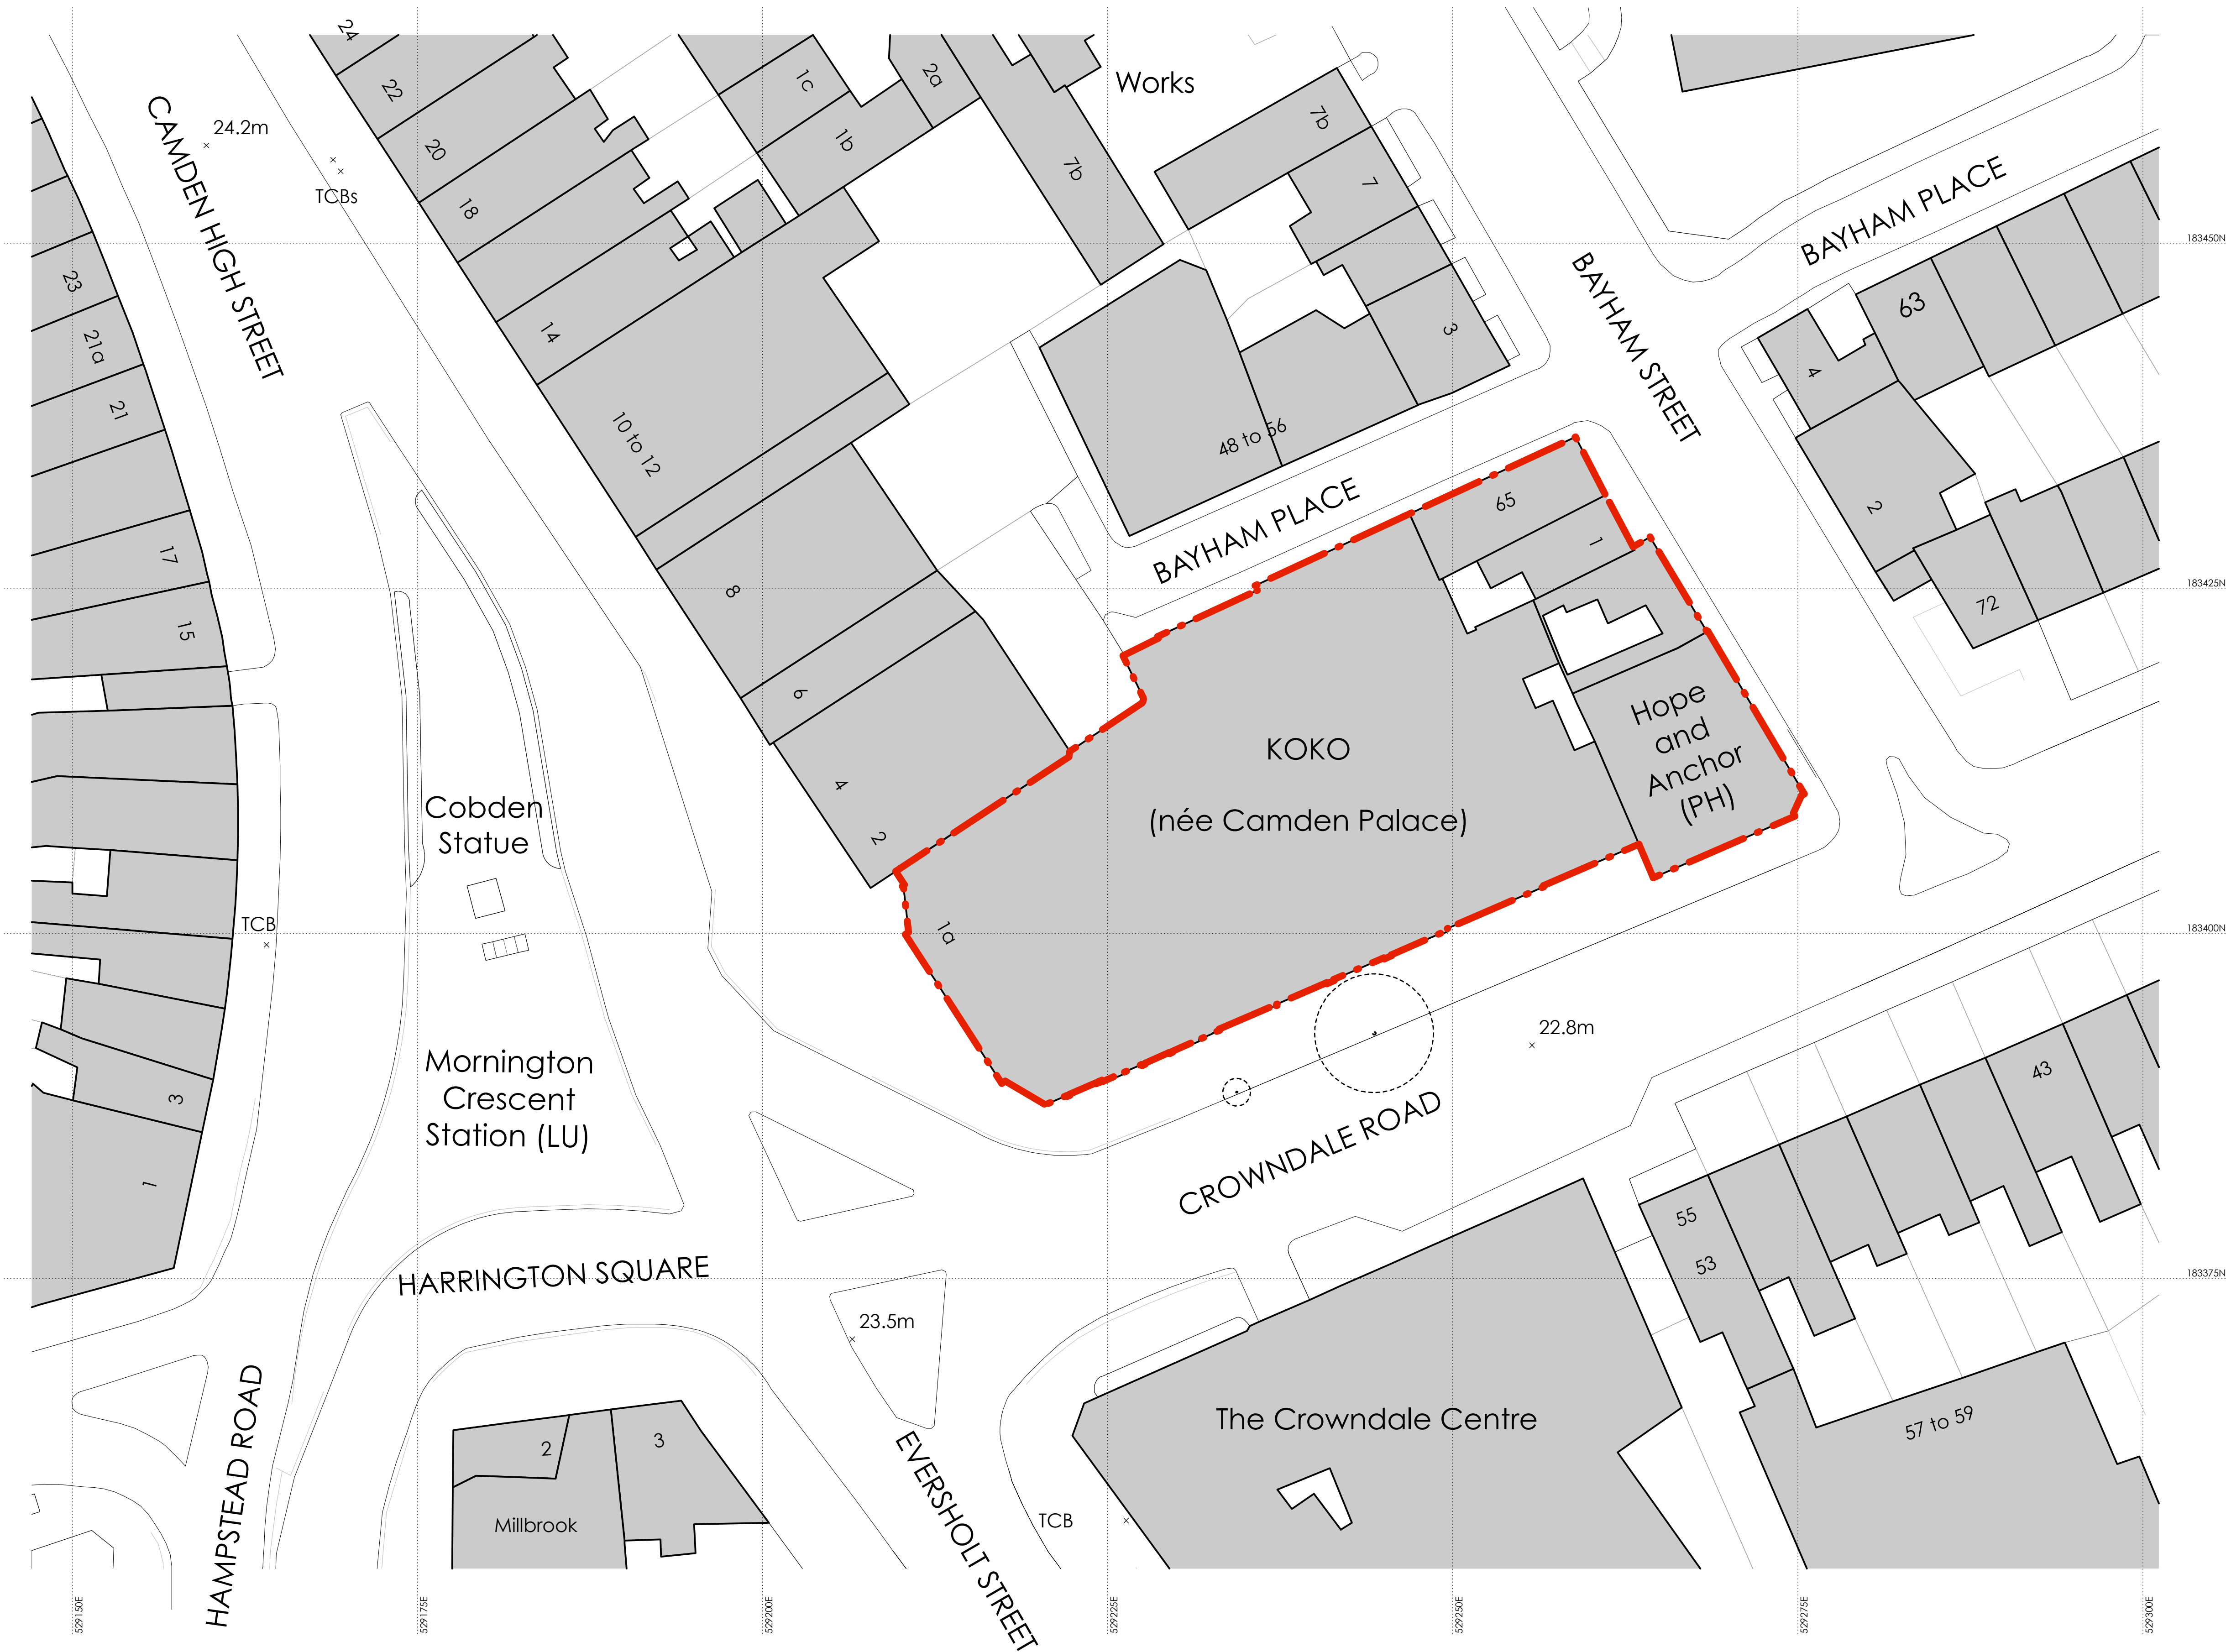 24
22
20
18
14
10 to 12
8
6
4
2
1a
CAMDEN HIGH STREET
24.2m
TCBs
23
21a
21
17
15
TCB
3
1
1c
1b
2a
7b
Works
7b
7
3
48 to 56
BAYHAM PLACE
BAYHAM STREET
BAYHAM PLACE
63
4
2
72
65
1
KOKO
(née Camden Palace)
Hope
and
Anchor
(PH)
Cobden
Statue
Mornington
Crescent
Station (LU)
HARRINGTON SQUARE
HAMPSTEAD ROAD
23.5m
22.8m
CROWNDALE ROAD
EVERSHOLT STREET
2
3
Millbrook
TCB
The Crowndale Centre
55
53
43
57 to 59
183450N
183425N
183400N
183375N
529150E
529175E
529200E
529225E
529250E
529275E
529300E